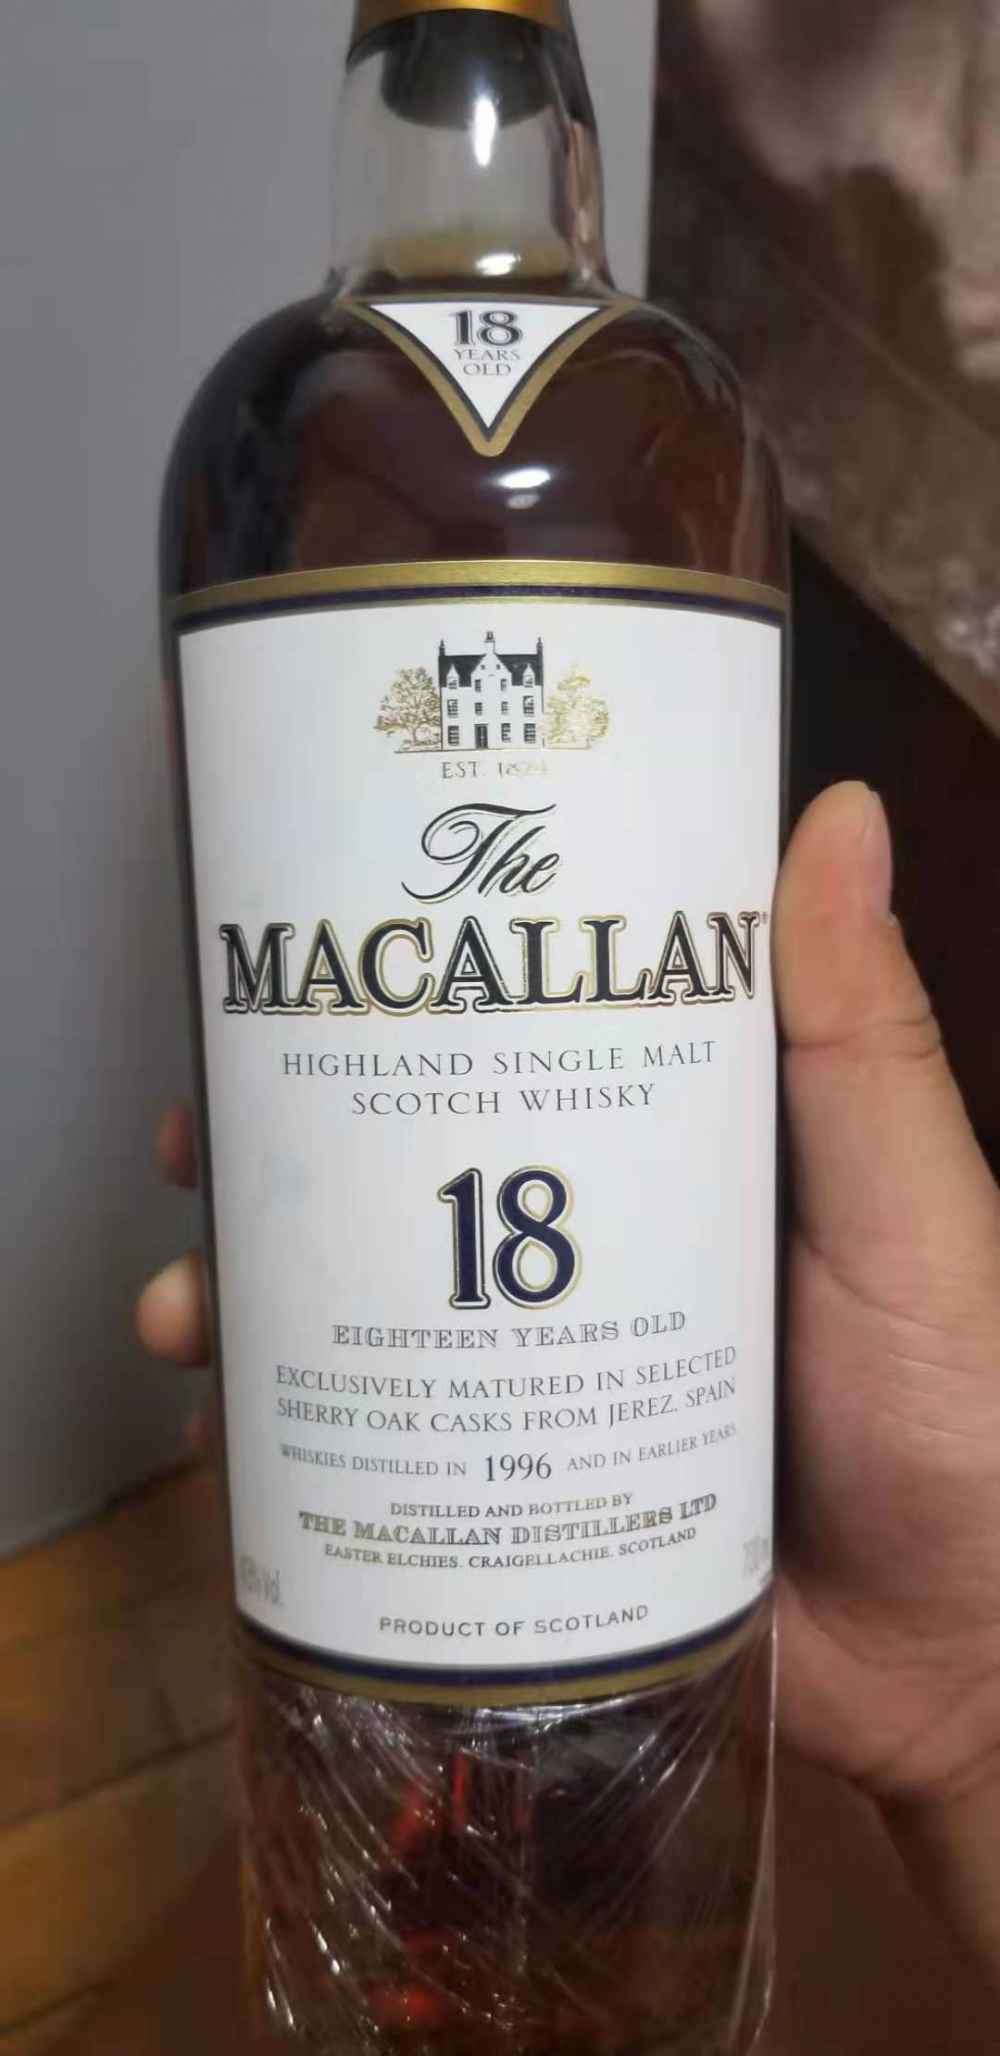 18
YEARS
OLD
EST. 1824
The
MACALLAN®
HIGHLAND SINGLE MALT
SCOTCH WHISKY
18
EIGHTEEN YEARS OLD
EXCLUSIVELY MATURED IN SELECTED
SHERRY OAK CASKS FROM JEREZ, SPAIN
WHISKIES DISTILLED IN 1996 AND IN EARLIER YEARS
DISTILLED AND BOTTLED BY
THE MACALLAN DISTILLERS LTD
EASTER ELCHIES, CRAIGELLACHIE, SCOTLAND
PRODUCT OF SCOTLAND